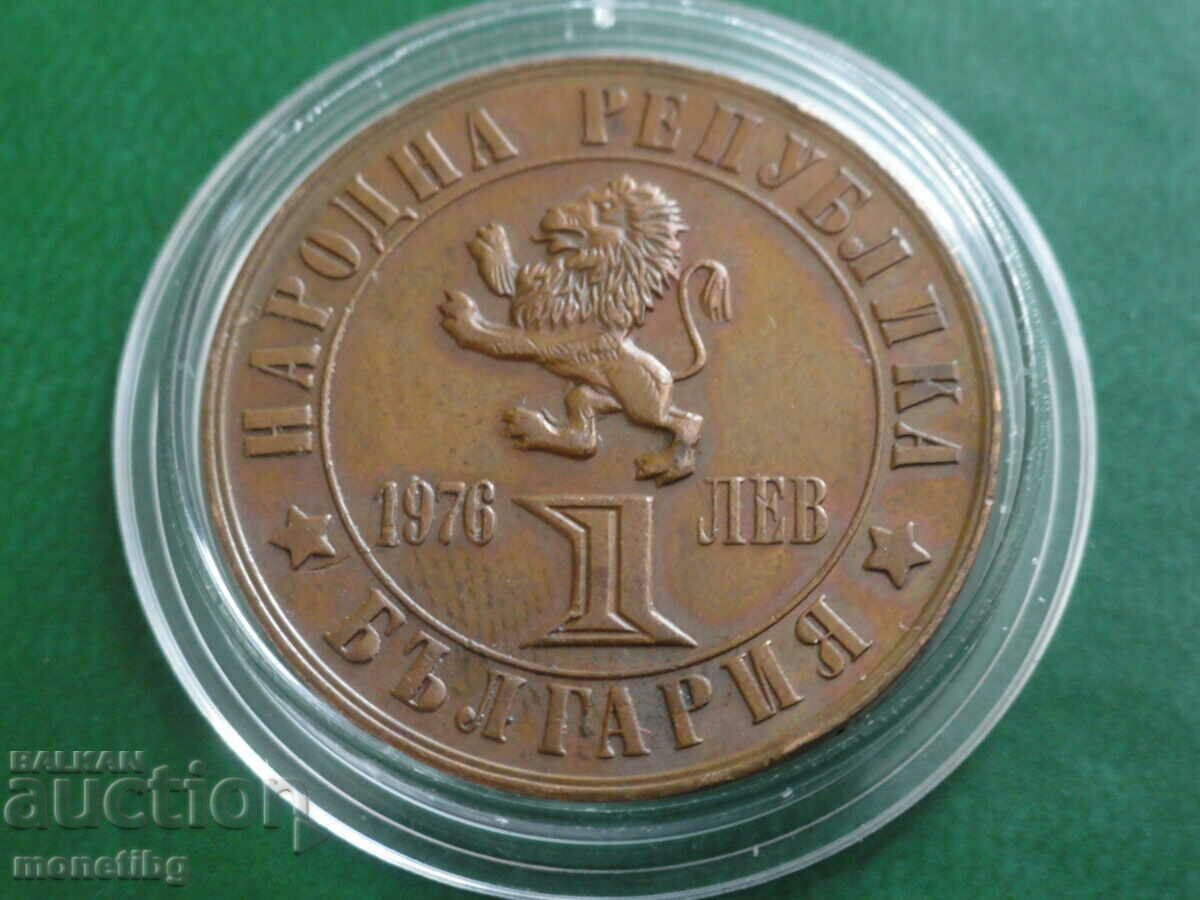 НАРОДНА РЕПУБЛИКА
1976 ЛЕВ
1
БЪЛГАРИЯ
BALKAN
auction
monetibg